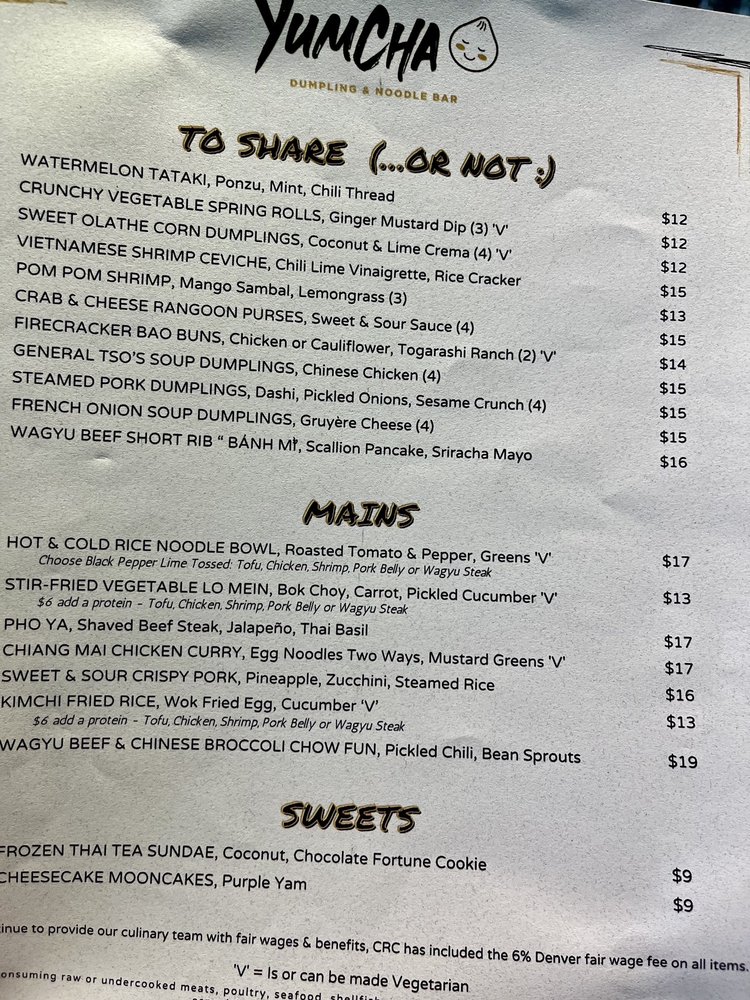 YUMCHA
DUMPLING & NOODLE BAR
TO SHARE (...OR NOT :)
WATERMELON TATAKI, Ponzu, Mint, Chili Thread $12
CRUNCHY VEGETABLE SPRING ROLLS, Ginger Mustard Dip (3) 'V' $12
SWEET OLATHE CORN DUMPLINGS, Coconut & Lime Crema (4) 'V' $12
VIETNAMESE SHRIMP CEVICHE, Chili Lime Vinaigrette, Rice Cracker $15
POM POM SHRIMP, Mango Sambal, Lemongrass (3) $13
CRAB & CHEESE RANGOON PURSES, Sweet & Sour Sauce (4) $15
FIRECRACKER BAO BUNS, Chicken or Cauliflower, Togarashi Ranch (2) 'V' $14
GENERAL TSO'S SOUP DUMPLINGS, Chinese Chicken (4) $15
STEAMED PORK DUMPLINGS, Dashi, Pickled Onions, Sesame Crunch (4) $15
FRENCH ONION SOUP DUMPLINGS, Gruyère Cheese (4) $15
WAGYU BEEF SHORT RIB " BÁNH MÌ", Scallion Pancake, Sriracha Mayo $16
MAINS
HOT & COLD RICE NOODLE BOWL, Roasted Tomato & Pepper, Greens 'V' $17
Choose Black Pepper Lime Tossed: Tofu, Chicken, Shrimp, Pork Belly or Wagyu Steak
STIR-FRIED VEGETABLE LO MEIN, Bok Choy, Carrot, Pickled Cucumber 'V' $13
$6 add a protein - Tofu, Chicken, Shrimp, Pork Belly or Wagyu Steak
PHO YA, Shaved Beef Steak, Jalapeño, Thai Basil $17
CHIANG MAI CHICKEN CURRY, Egg Noodles Two Ways, Mustard Greens 'V' $17
SWEET & SOUR CRISPY PORK, Pineapple, Zucchini, Steamed Rice $16
KIMCHI FRIED RICE, Wok Fried Egg, Cucumber 'V' $13
$6 add a protein - Tofu, Chicken, Shrimp, Pork Belly or Wagyu Steak
WAGYU BEEF & CHINESE BROCCOLI CHOW FUN, Pickled Chili, Bean Sprouts $19
SWEETS
FROZEN THAI TEA SUNDAE, Coconut, Chocolate Fortune Cookie $9
CHEESECAKE MOONCAKES, Purple Yam $9
tinue to provide our culinary team with fair wages & benefits, CRC has included the 6% Denver fair wage fee on all items.
'V' = Is or can be made Vegetarian
onsuming raw or undercooked meats, poultry, seafood, shellfish